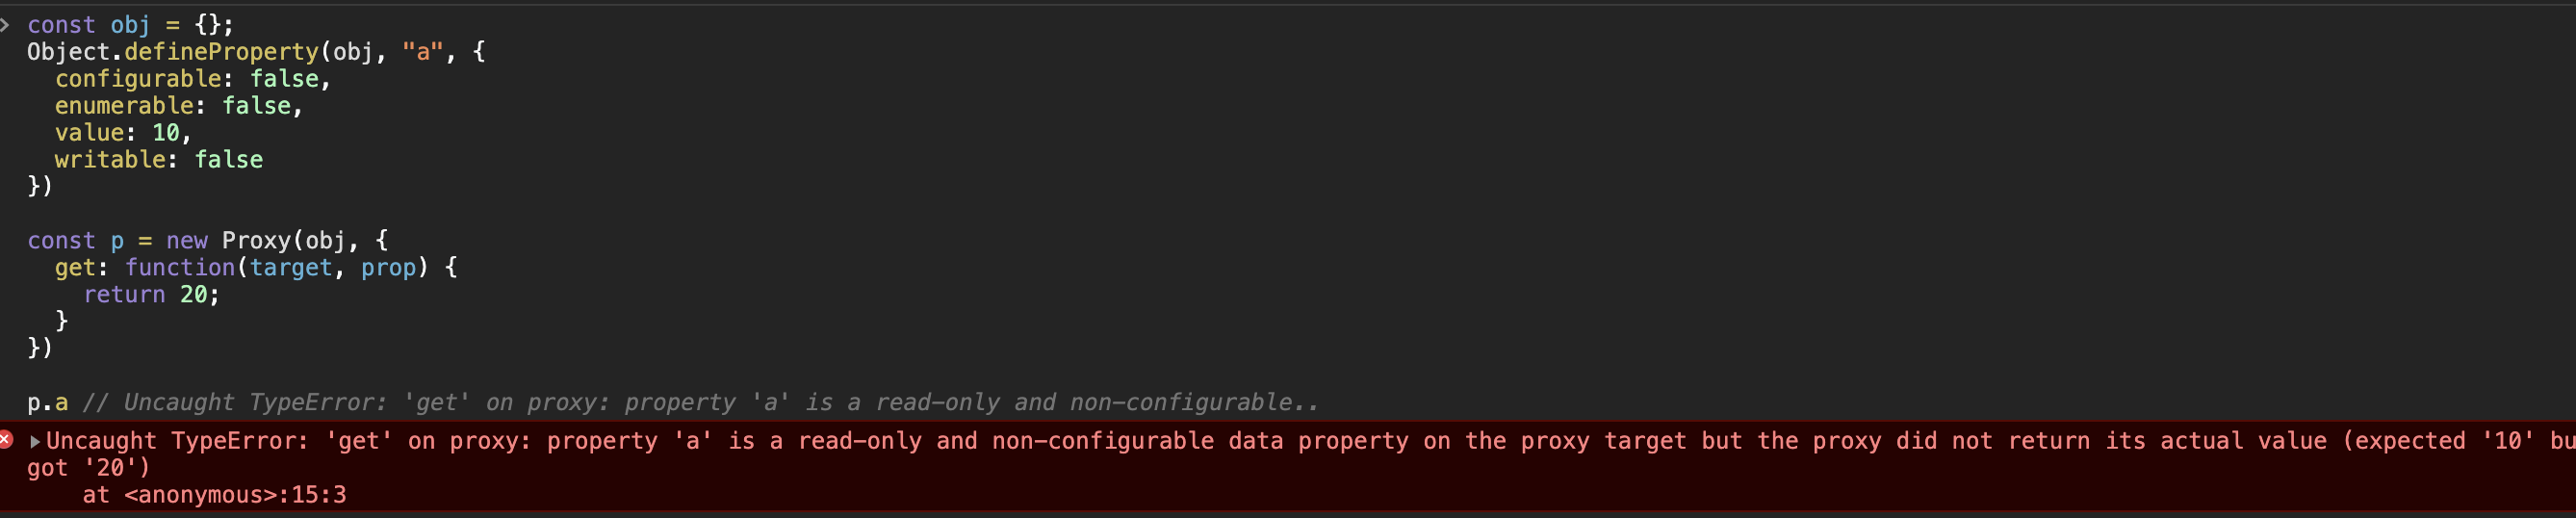 const obj = {};
Object.defineProperty(obj, "a", {
  configurable: false,
  enumerable: false,
  value: 10,
  writable: false
})
const p = new Proxy(obj, {
  get: function(target, prop) {
    return 20;
  }
})
p.a // Uncaught TypeError: 'get' on proxy: property 'a' is a read-only and non-configurable..
Uncaught TypeError: 'get' on proxy: property 'a' is a read-only and non-configurable data property on the proxy target but the proxy did not return its actual value (expected '10' bu
got '20')
    at <anonymous>:15:3